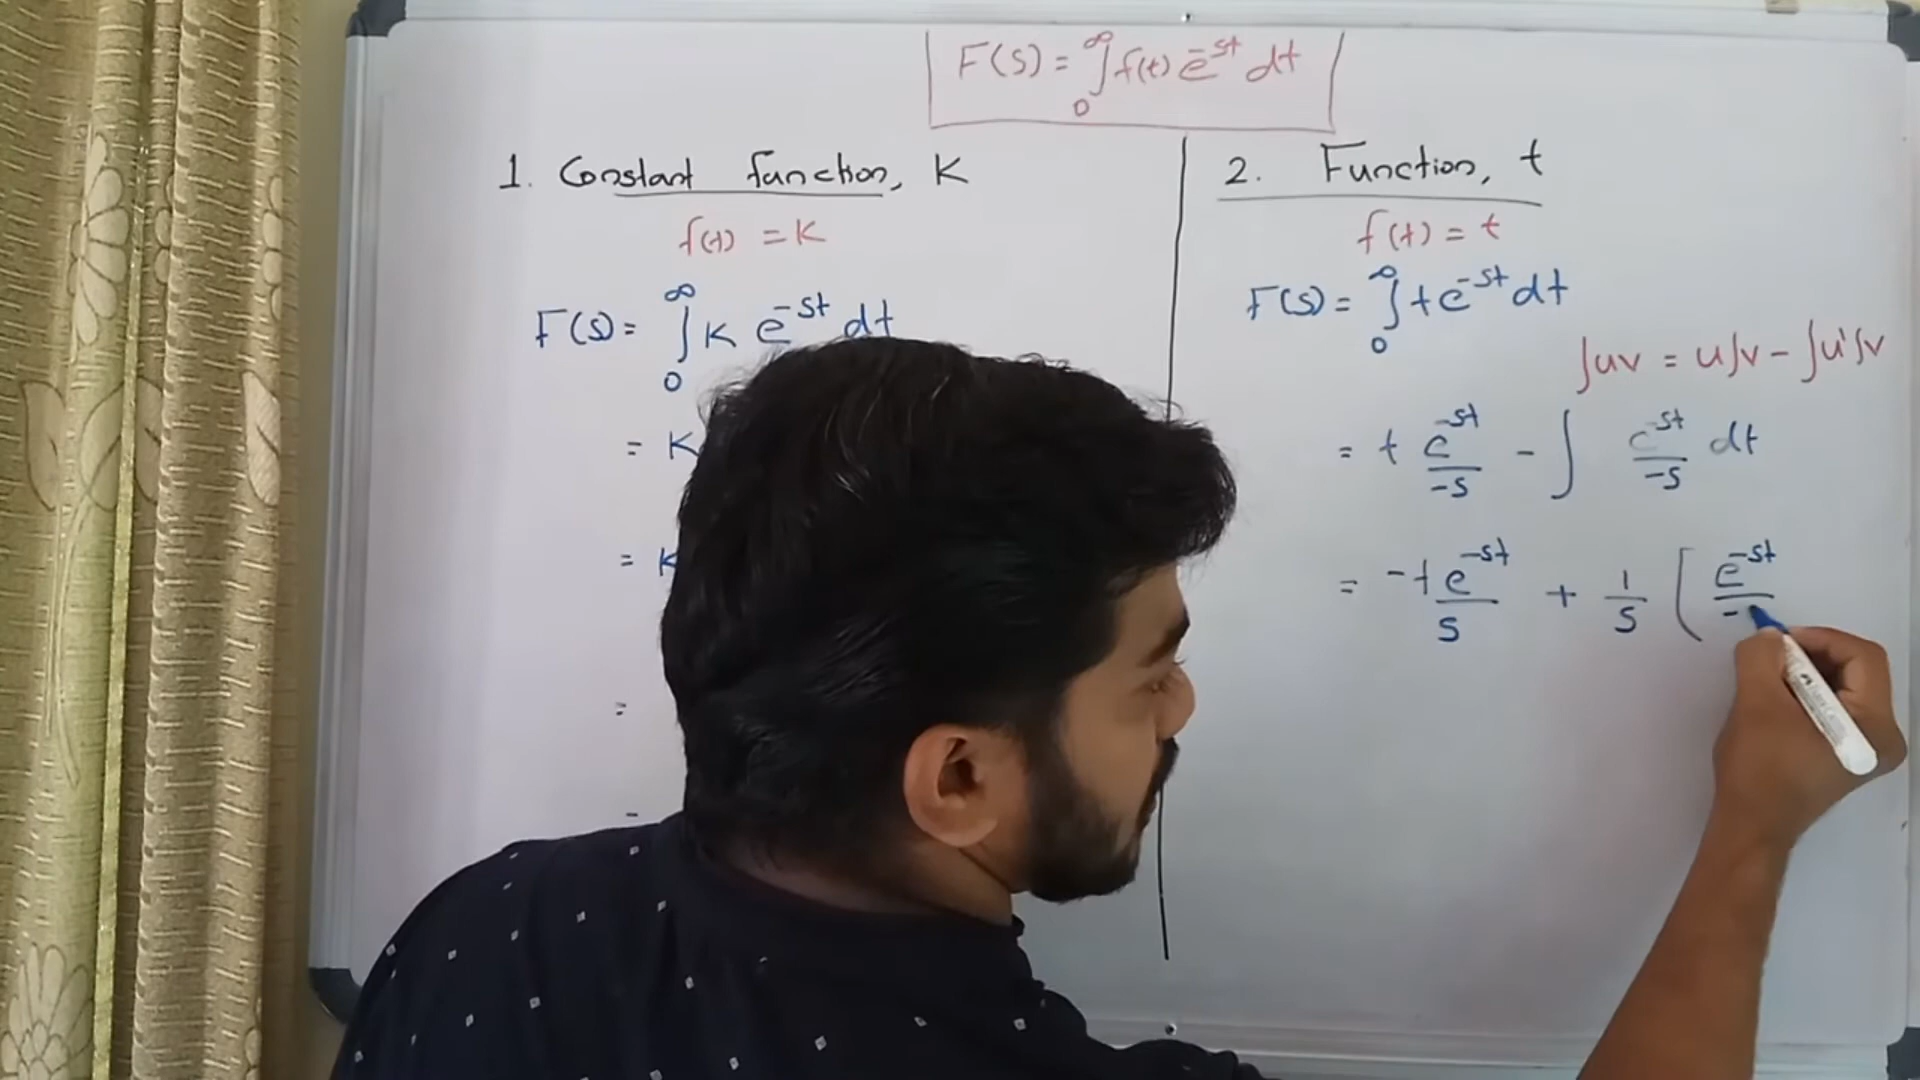 F(S) = ∫₀^∞ f(t) e^-st dt
1. Constant function, K
f(t) = K
F(S) = ∫₀^∞ K e^-st dt
= K
= K
=
-
2. Function, t
f(t) = t
F(S) = ∫₀^∞ t e^-st dt
∫uv = u∫v - ∫u'∫v
= t e^-st/-s - ∫ e^-st/-s dt
= -t e^-st/s + 1/s ( e^-st/-